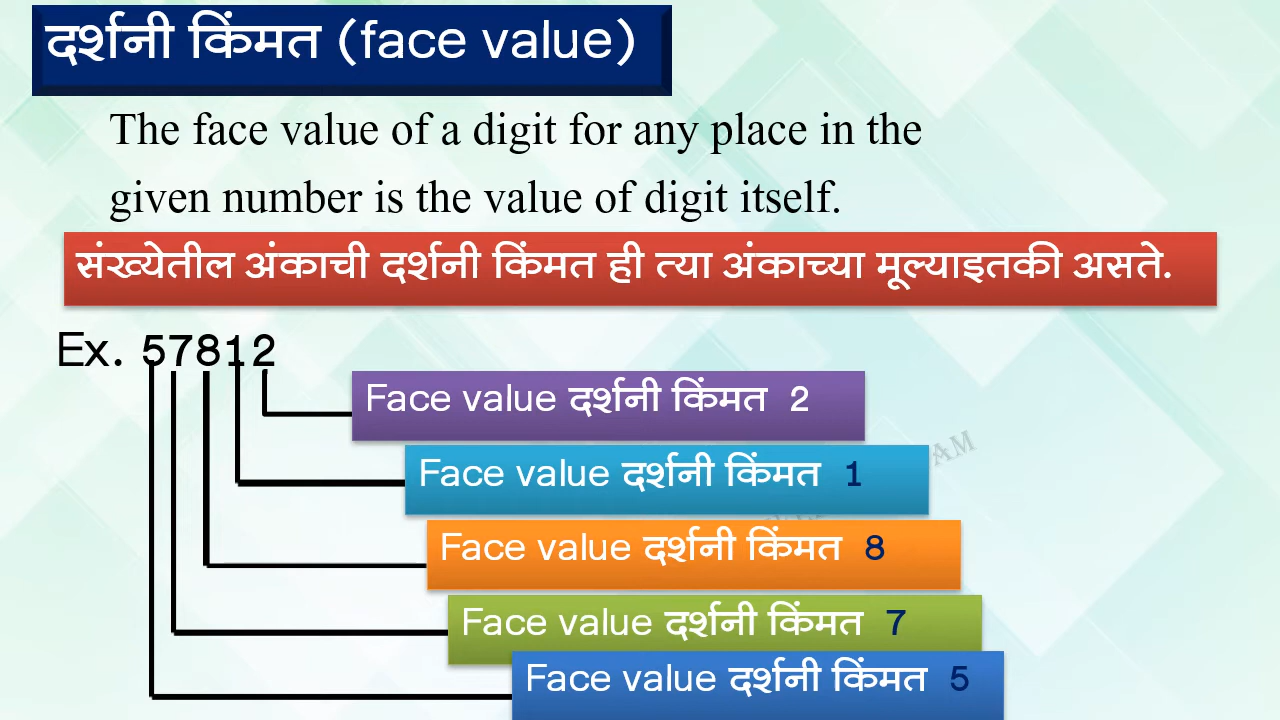 दर्शनी किंमत (face value)
The face value of a digit for any place in the
given number is the value of digit itself.
संख्येतील अंकाची दर्शनी किंमत ही त्या अंकाच्या मूल्याइतकी असते.
Ex. 57812
Face value दर्शनी किंमत 2
Face value दर्शनी किंमत 1
Face value दर्शनी किंमत 8
Face value दर्शनी किंमत 7
Face value दर्शनी किंमत 5